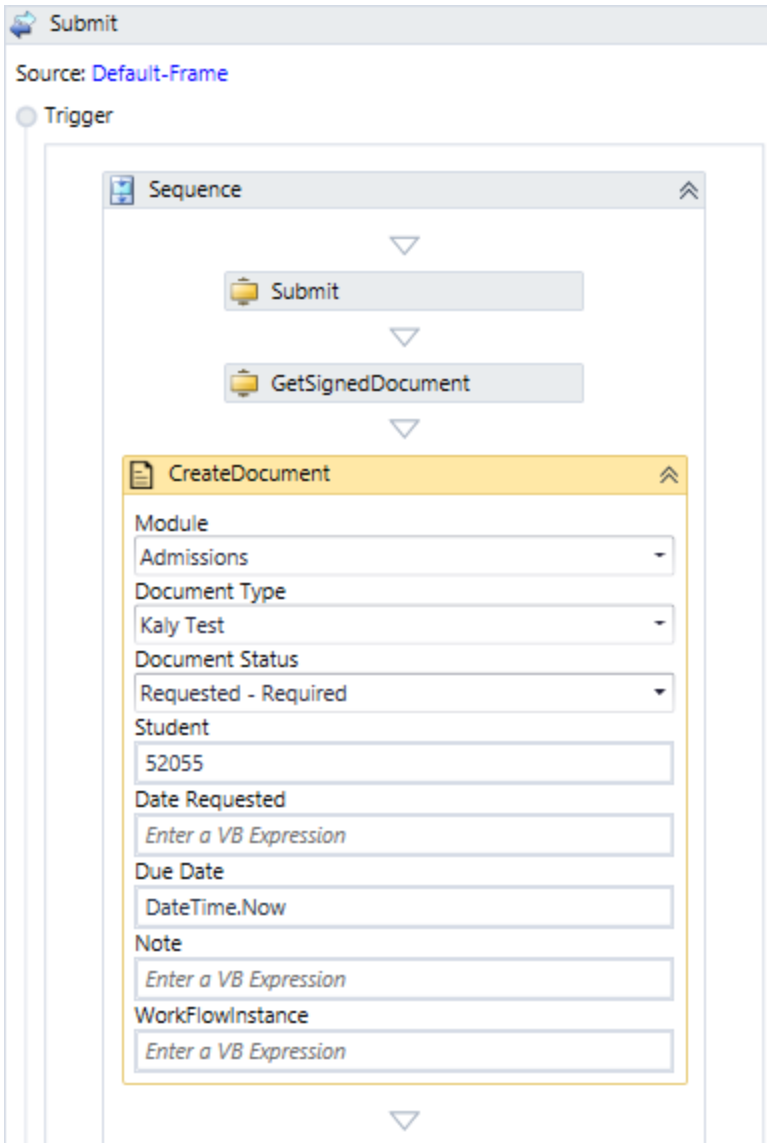 Submit
Source: Default-Frame
Trigger
Sequence
Submit
GetSignedDocument
CreateDocument
Module
Admissions
Document Type
Kaly Test
Document Status
Requested - Required
Student
52055
Date Requested
Enter a VB Expression
Due Date
DateTime.Now
Note
Enter a VB Expression
WorkFlowInstance
Enter a VB Expression